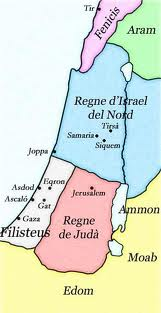 Tir
Fenicis
Aram
Regne d'Israel
del Nord
Tirsà
Samaria
Siquem
Joppa
Asdod
Eqron
Ascaló
Gat
Jerusalem
Gaza
Ammon
Filisteus
Regne
de Judà
Moab
Edom